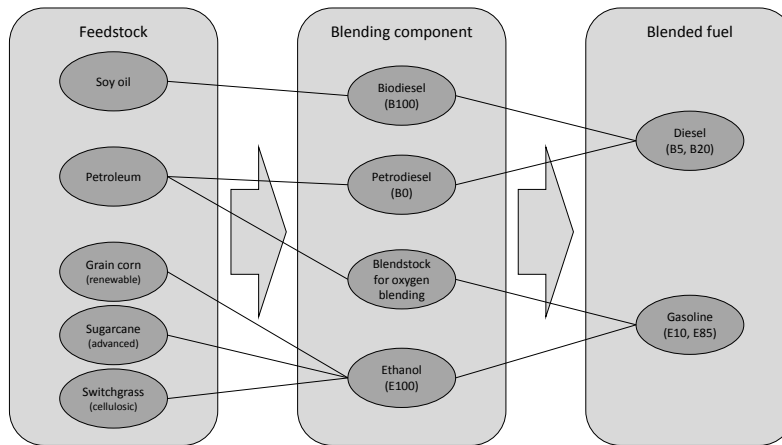 Feedstock
Soy oil
Petroleum
Grain corn
(renewable)
Sugarcane
(advanced)
Switchgrass
(cellulosic)
Blending component
Biodiesel
(B100)
Petrodiesel
(B0)
Blendstock
for oxygen
blending
Ethanol
(E100)
Blended fuel
Diesel
(B5, B20)
Gasoline
(E10, E85)